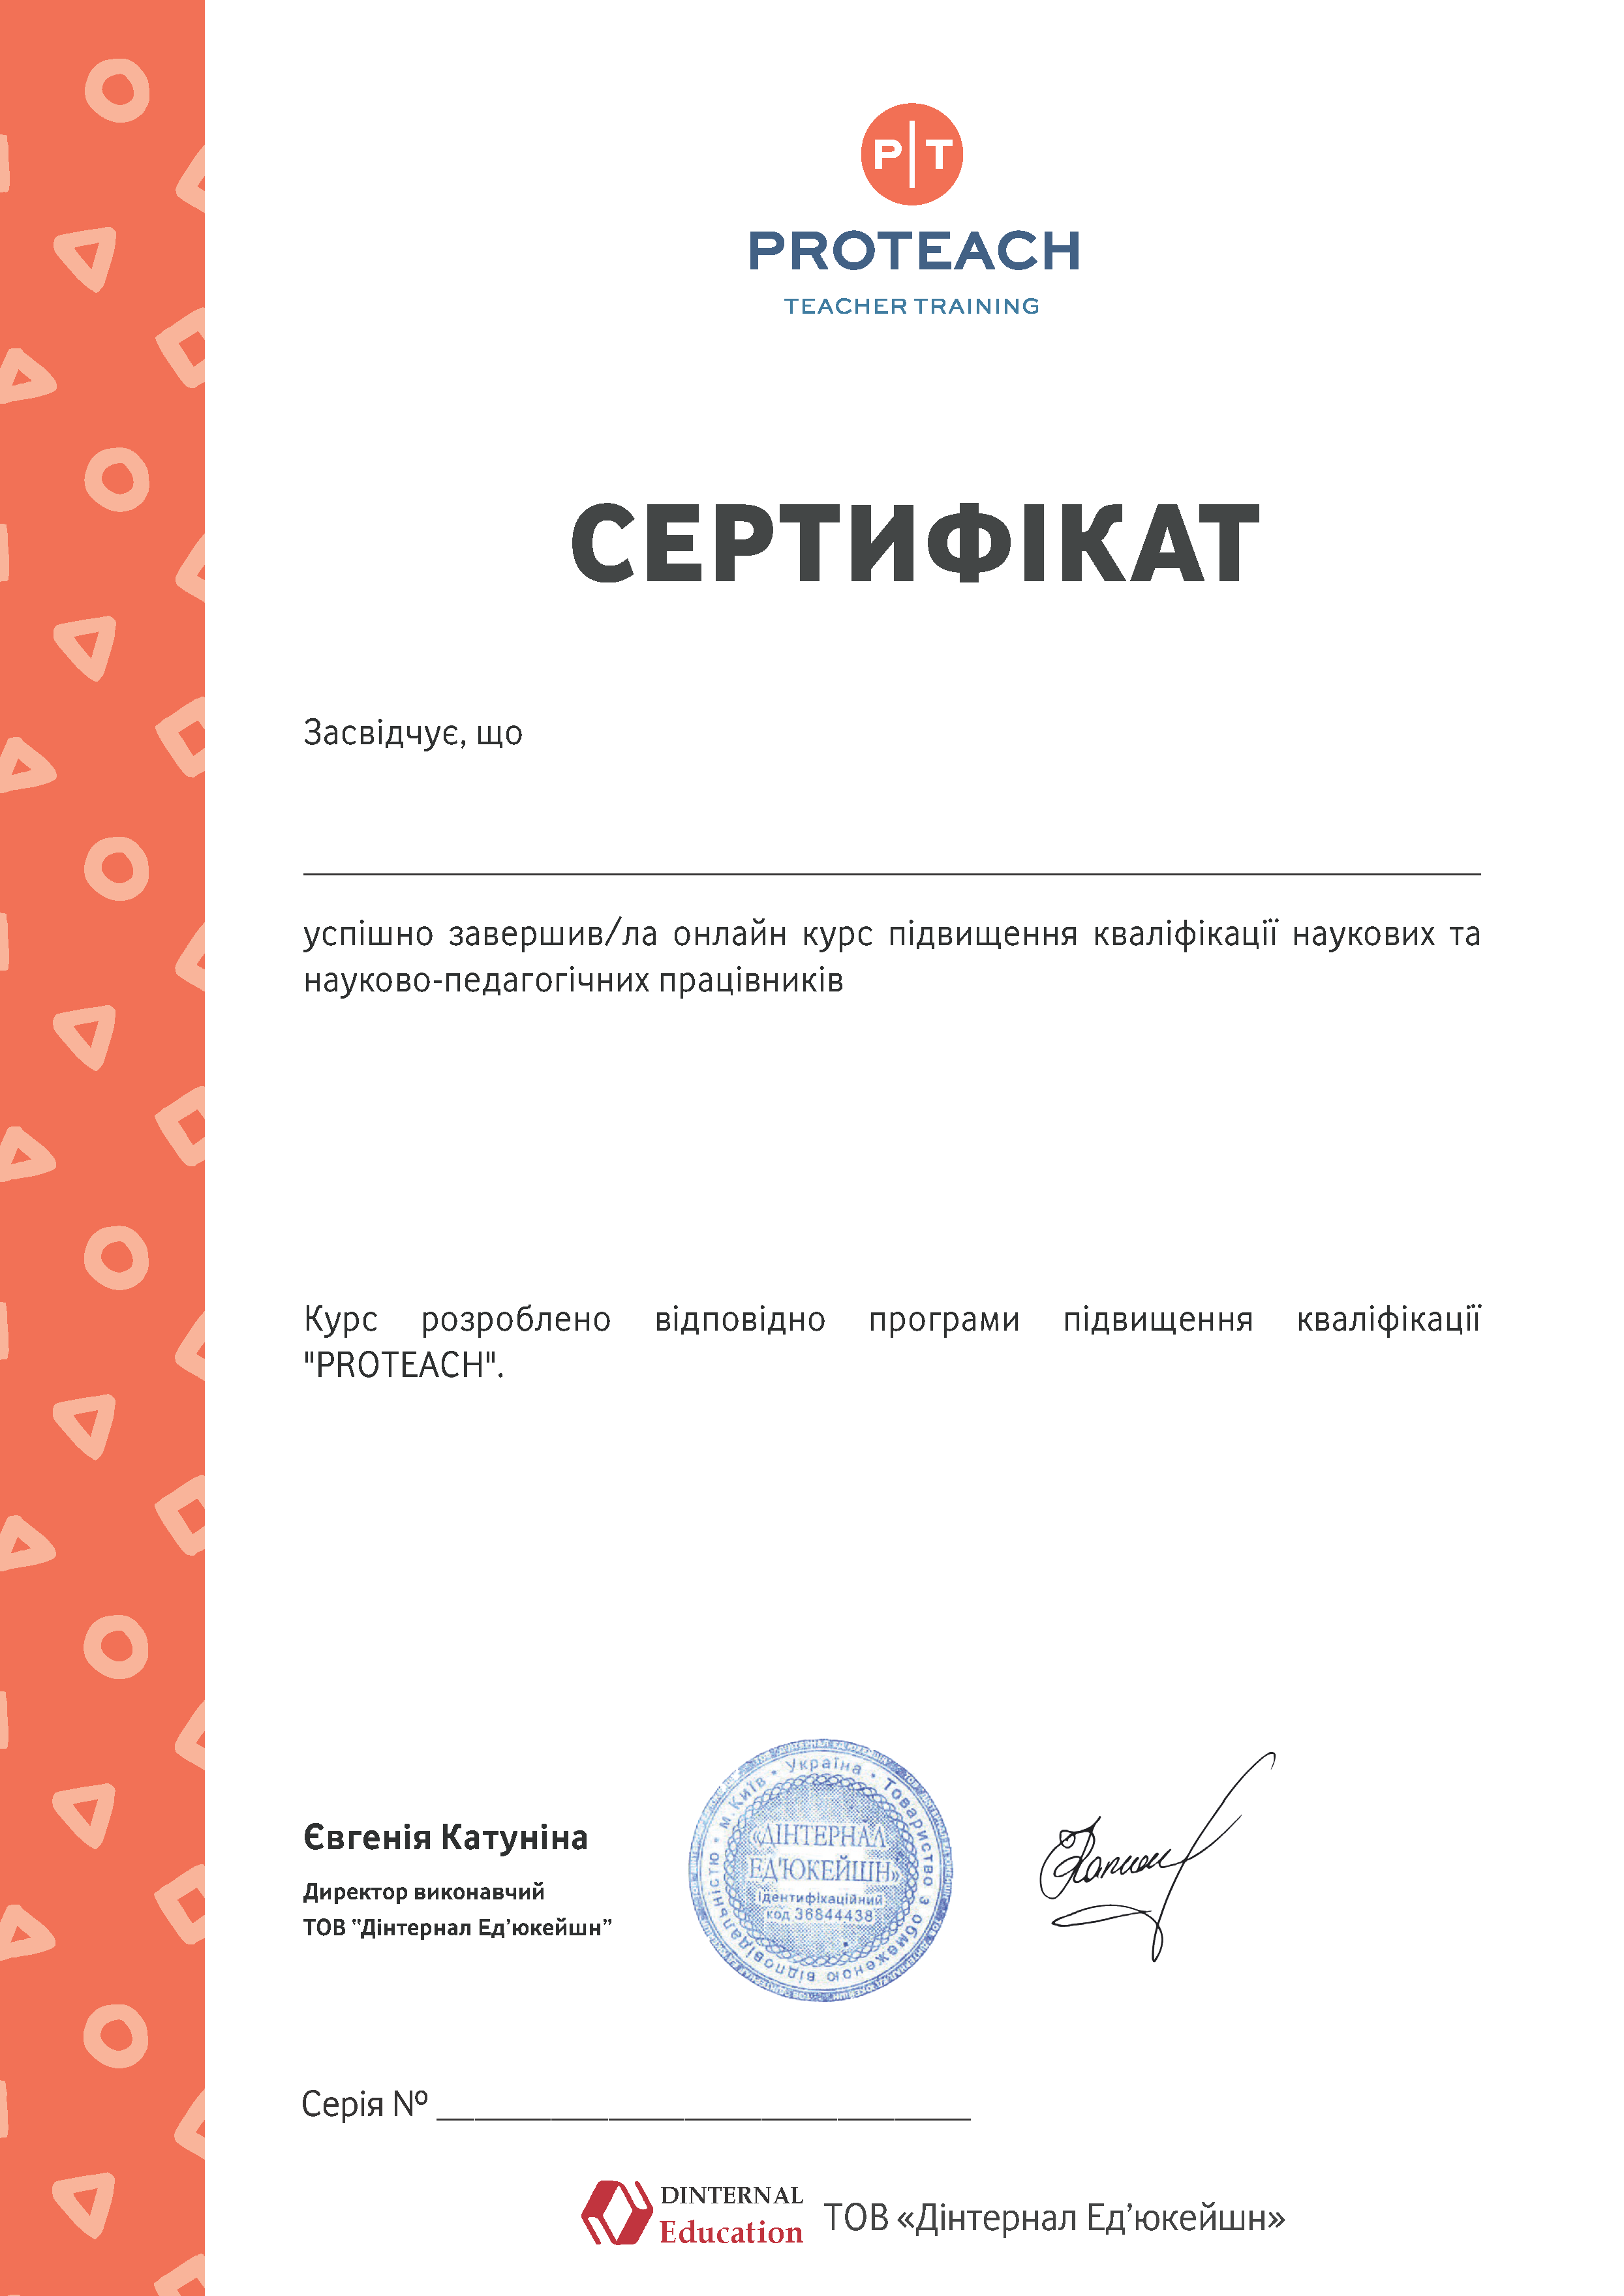 P|T
PROTEACH
TEACHER TRAINING
СЕРТИФІКАТ
Засвідчує, що
успішно завершив/ла онлайн курс підвищення кваліфікації наукових та
науково-педагогічних працівників
Курс розроблено відповідно програми підвищення кваліфікації
"PROTEACH".
Євгенія Катуніна
Директор виконавчий
ТОВ "Дінтернал Ед’юкейшн”
м.Київ • Україна • Товариство з обмеженою відповідальністю •
«ДІНТЕРНАЛ
ЕД'ЮКЕЙШН»
ідентифікаційний
код 36844438
Серія №
DINTERNAL
Education
ТОВ «Дінтернал Ед’юкейшн»